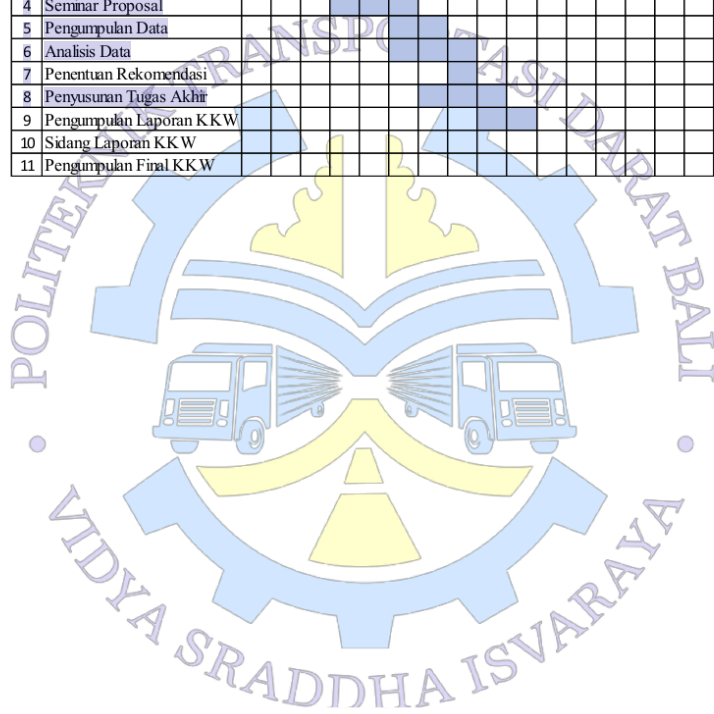 4 Seminar Proposal
5 Pengumpulan Data
6 Analisis Data
7 Penentuan Rekomendasi
8 Penyusunan Tugas Akhir
9 Pengumpulan Laporan KKW
10 Sidang Laporan KKW
11 Pengumpulan Final KKW
POLITEKNIK TRANSPORTASI DARAT BALI
VIDYA SRADDHA ISVARAYA